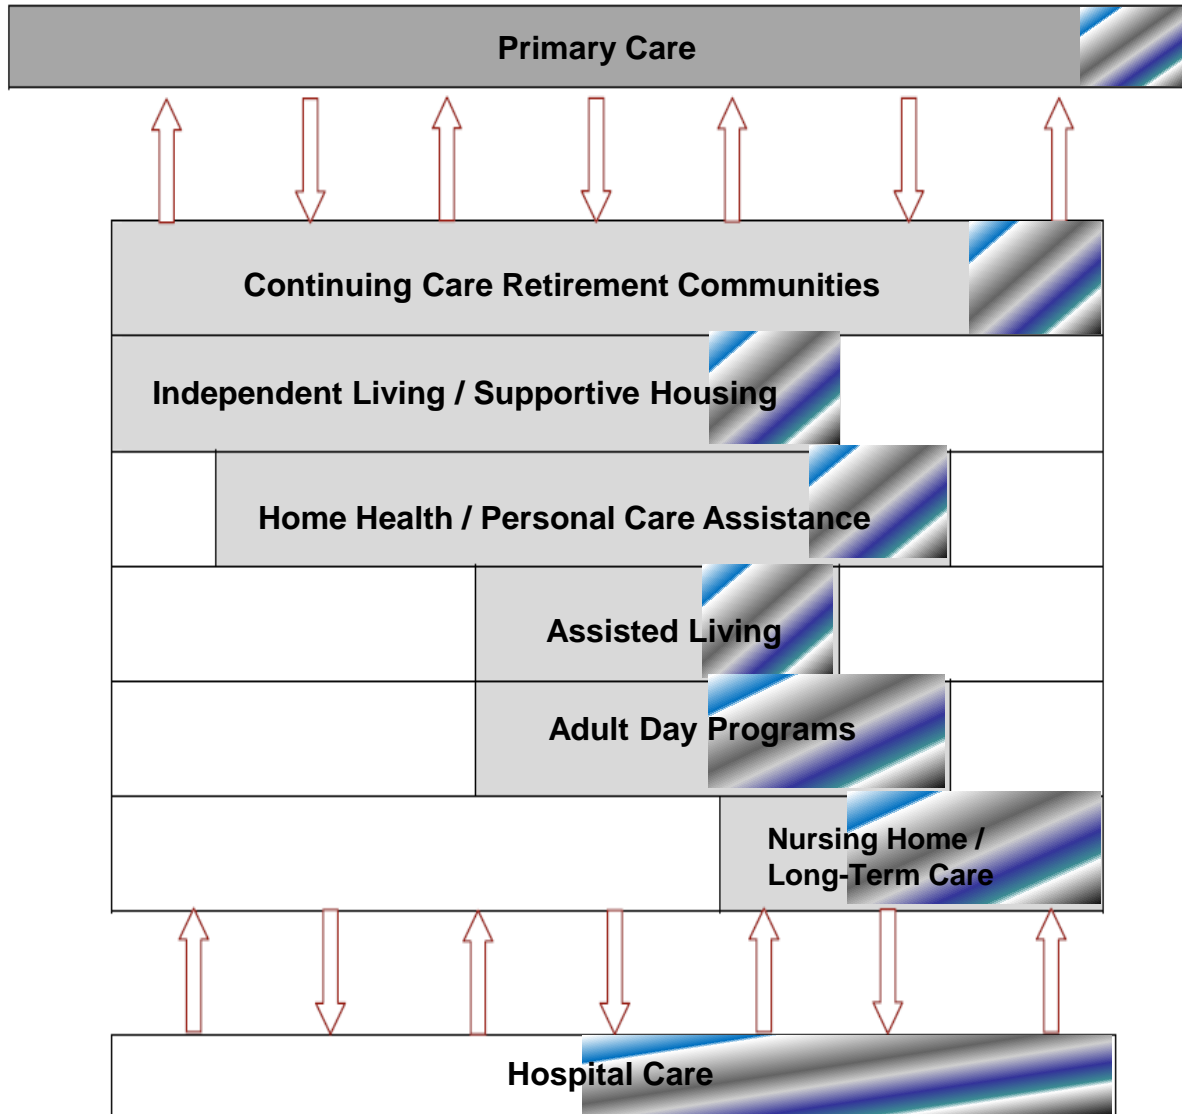 Primary Care
Continuing Care Retirement Communities
Independent Living / Supportive Housing
Home Health / Personal Care Assistance
Assisted Living
Adult Day Programs
Nursing Home /
Long-Term Care
Hospital Care